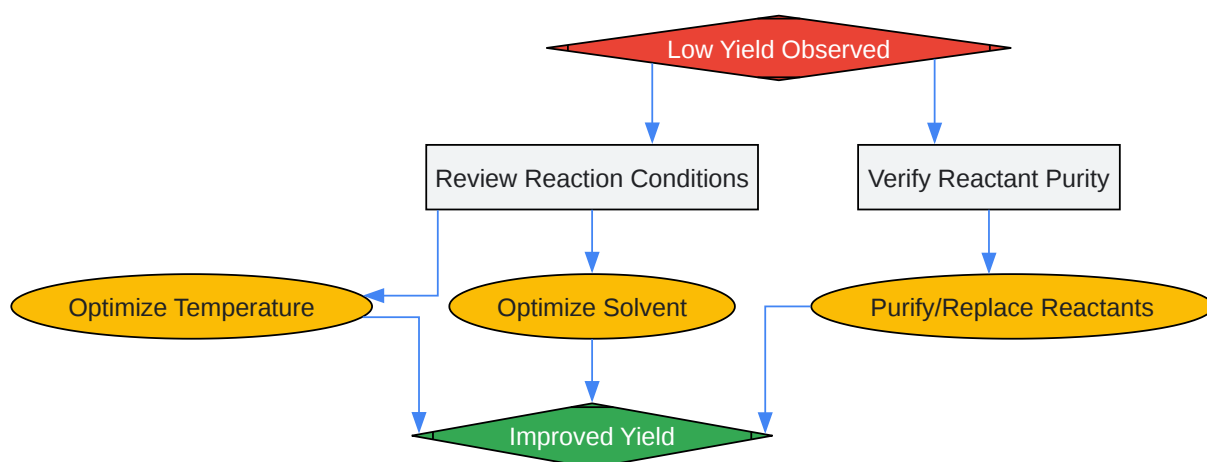 Low Yield Observed
Review Reaction Conditions
Verify Reactant Purity
Optimize Temperature
Optimize Solvent
Purify/Replace Reactants
Improved Yield